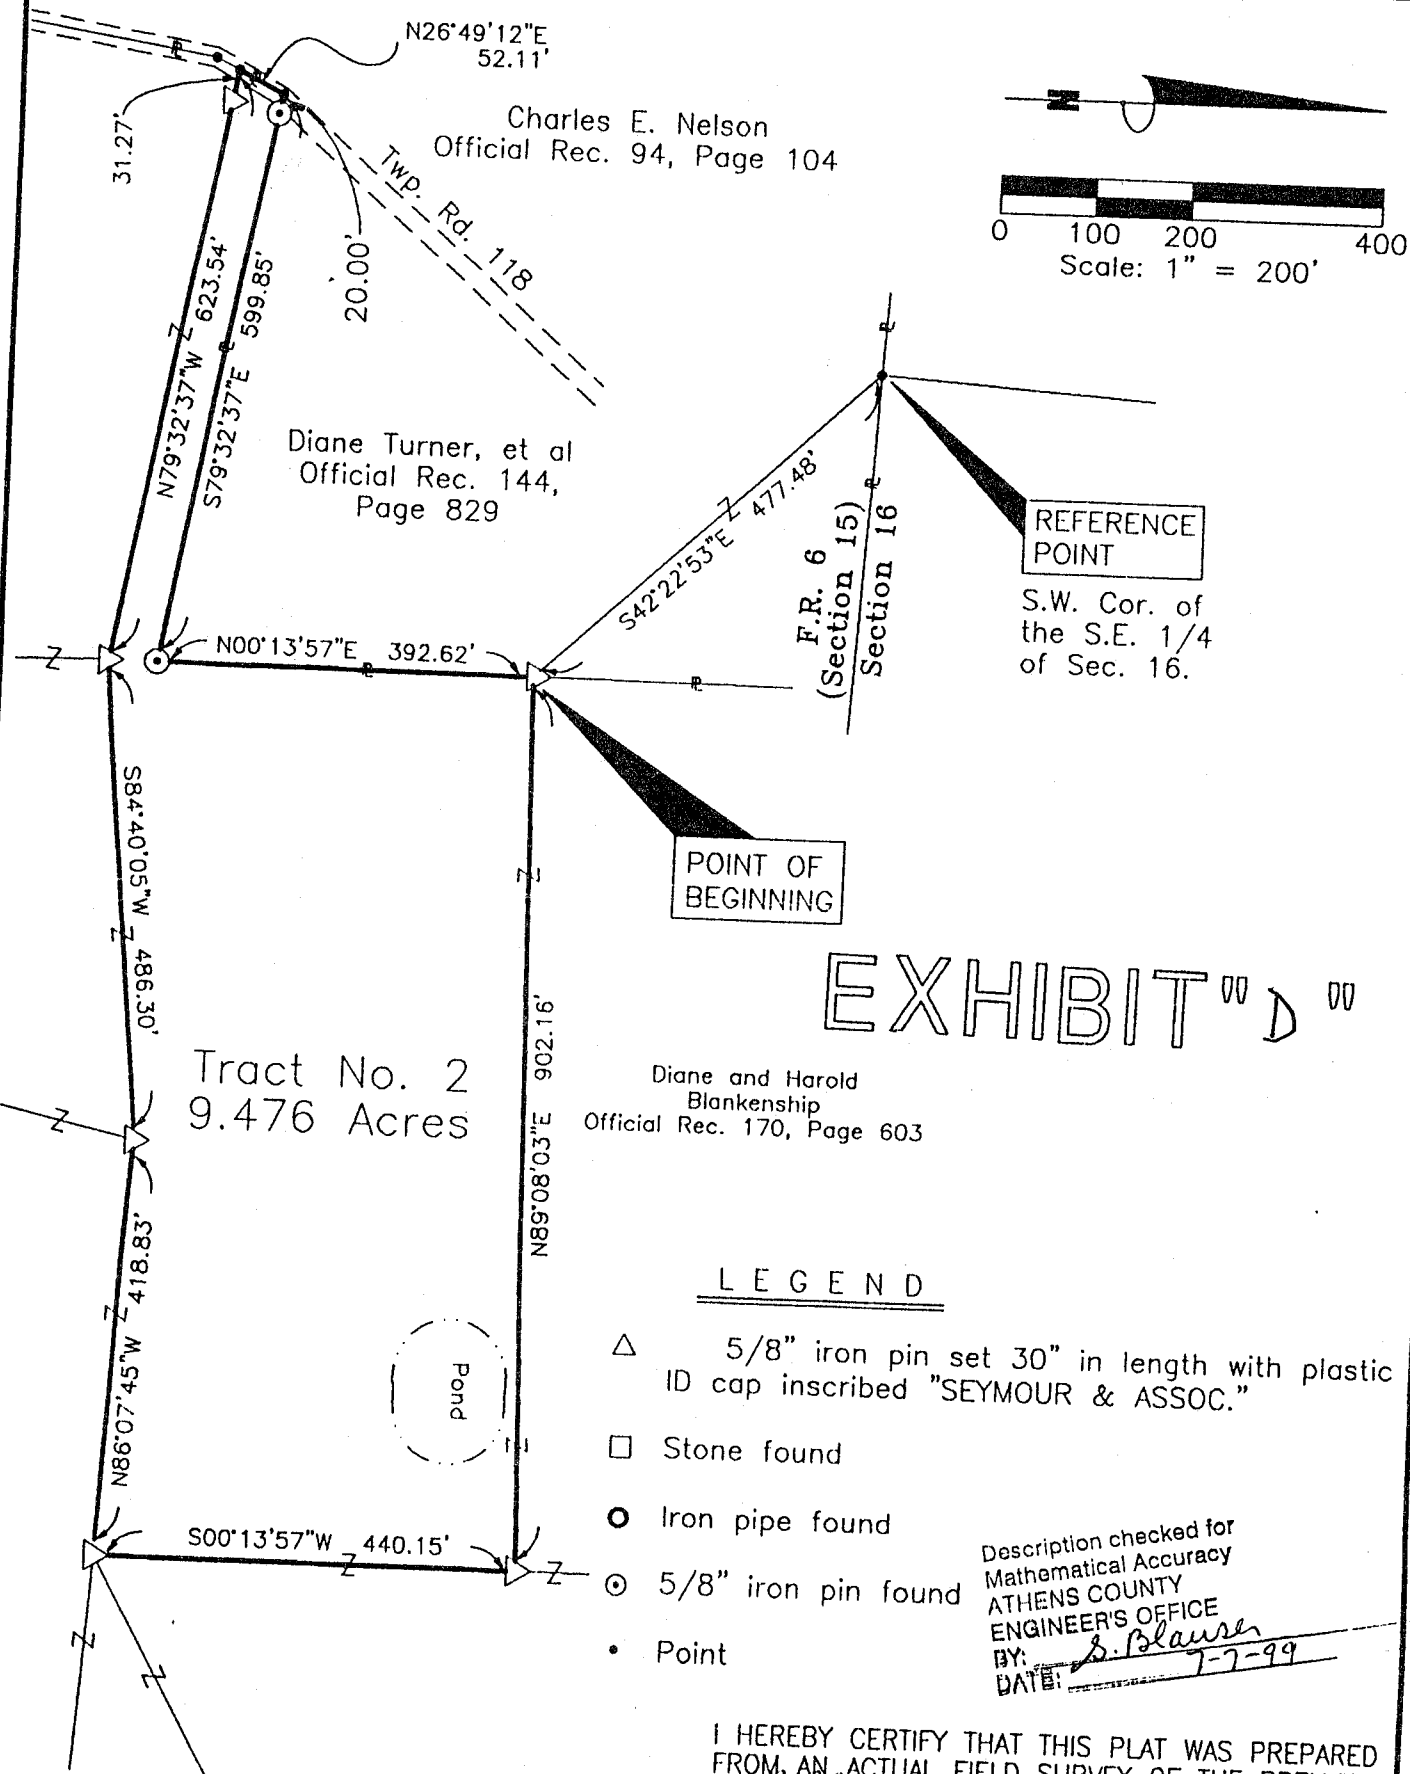 N26°49'12"E
52.11'
31.27'
Charles E. Nelson
Official Rec. 94, Page 104
Twp. Rd. 118
20.00'
N
0 100 200 400
Scale: 1" = 200'
N79°32'37"W 623.54'
S79°32'37"E 599.85'
Diane Turner, et al
Official Rec. 144,
Page 829
S42°22'53"E 477.48'
F.R. 6
(Section 15)
Section 16
REFERENCE
POINT
S.W. Cor. of
the S.E. 1/4
of Sec. 16.
N00°13'57"E 392.62'
POINT OF
BEGINNING
S84°40'05"W 486.30'
EXHIBIT "D"
Tract No. 2
9.476 Acres
N89°08'03"E 902.16'
Diane and Harold
Blankenship
Official Rec. 170, Page 603
N86°07'45"W 418.83'
Pond
S00°13'57"W 440.15'
LEGEND
5/8" iron pin set 30" in length with plastic
ID cap inscribed "SEYMOUR & ASSOC."
Stone found
Iron pipe found
5/8" iron pin found
Point
Description checked for
Mathematical Accuracy
ATHENS COUNTY
ENGINEER'S OFFICE
BY: S. Blauser
DATE: 7-7-99
I HEREBY CERTIFY THAT THIS PLAT WAS PREPARED
FROM AN ACTUAL FIELD SURVEY OF THE